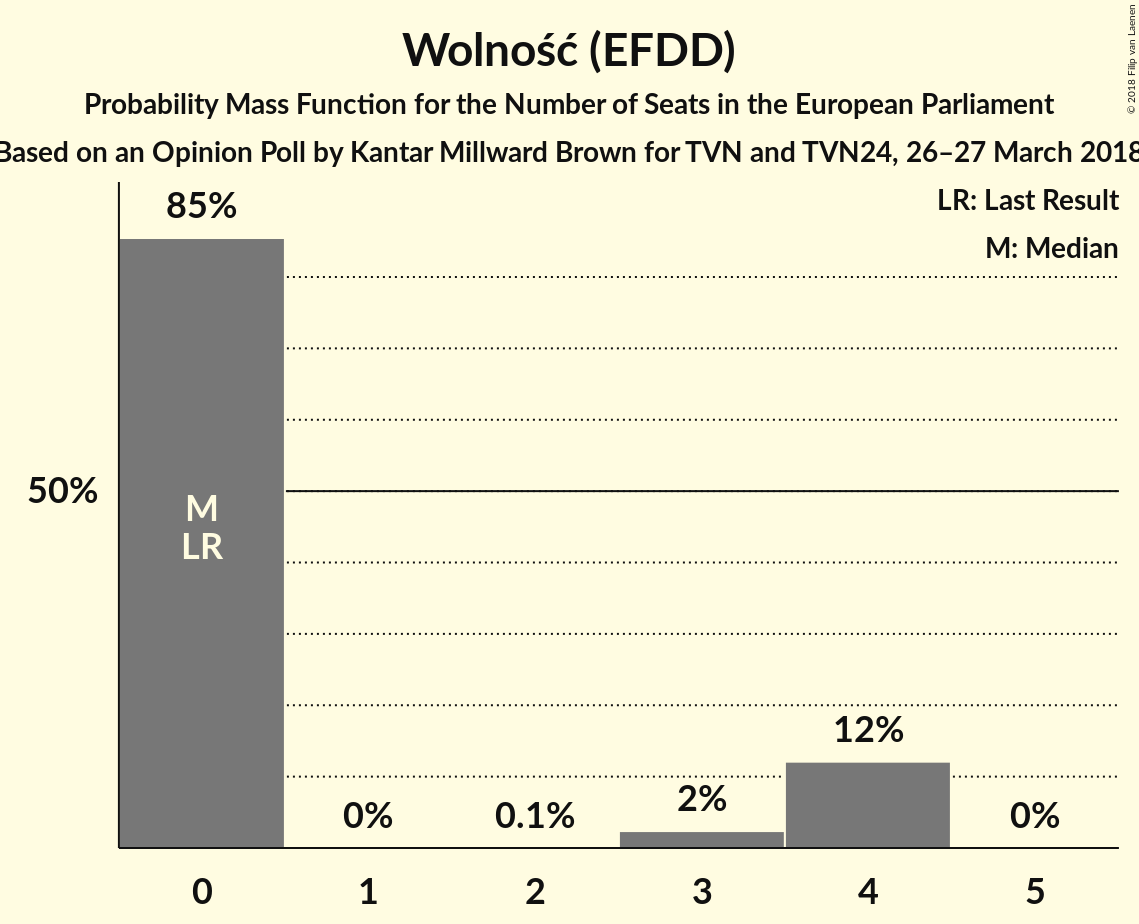 Wolność (EFDD)
Probability Mass Function for the Number of Seats in the European Parliament
Based on an Opinion Poll by Kantar Millward Brown for TVN and TVN24, 26–27 March 2018
© 2018 Filip van Laenen
LR: Last Result
M: Median
85%
50%
M
LR
0%
0.1%
2%
12%
0%
0 1 2 3 4 5